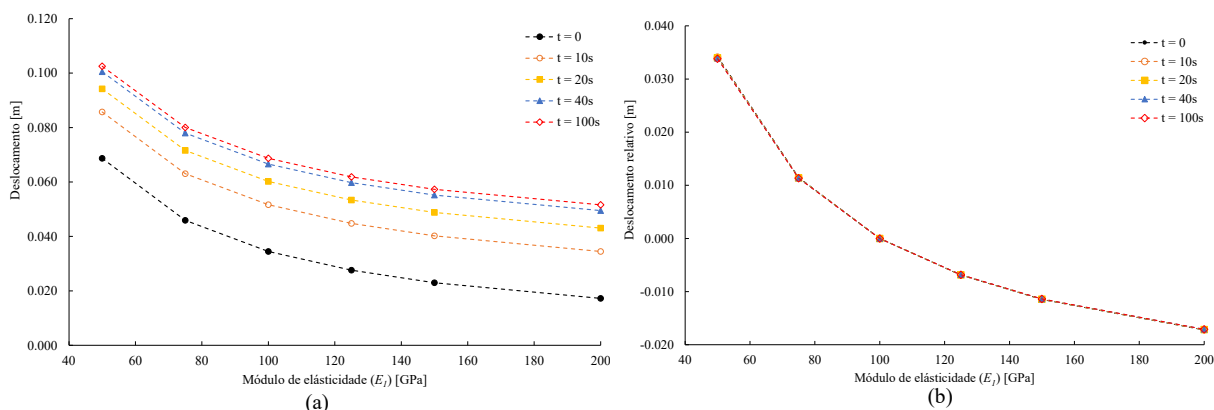 0.120
0.100
0.080
0.060
0.040
0.020
0.000
Deslocamento [m]
t = 0
t = 10s
t = 20s
t = 40s
t = 100s
40 60 80 100 120 140 160 180 200
Módulo de elásticidade (E₁) [GPa]
(a)
0.040
0.030
0.020
0.010
0.000
-0.010
-0.020
Deslocamento relativo [m]
t = 0
t = 10s
t = 20s
t = 40s
t = 100s
40 60 80 100 120 140 160 180 200
Módulo de elásticidade (E₁) [GPa]
(b)